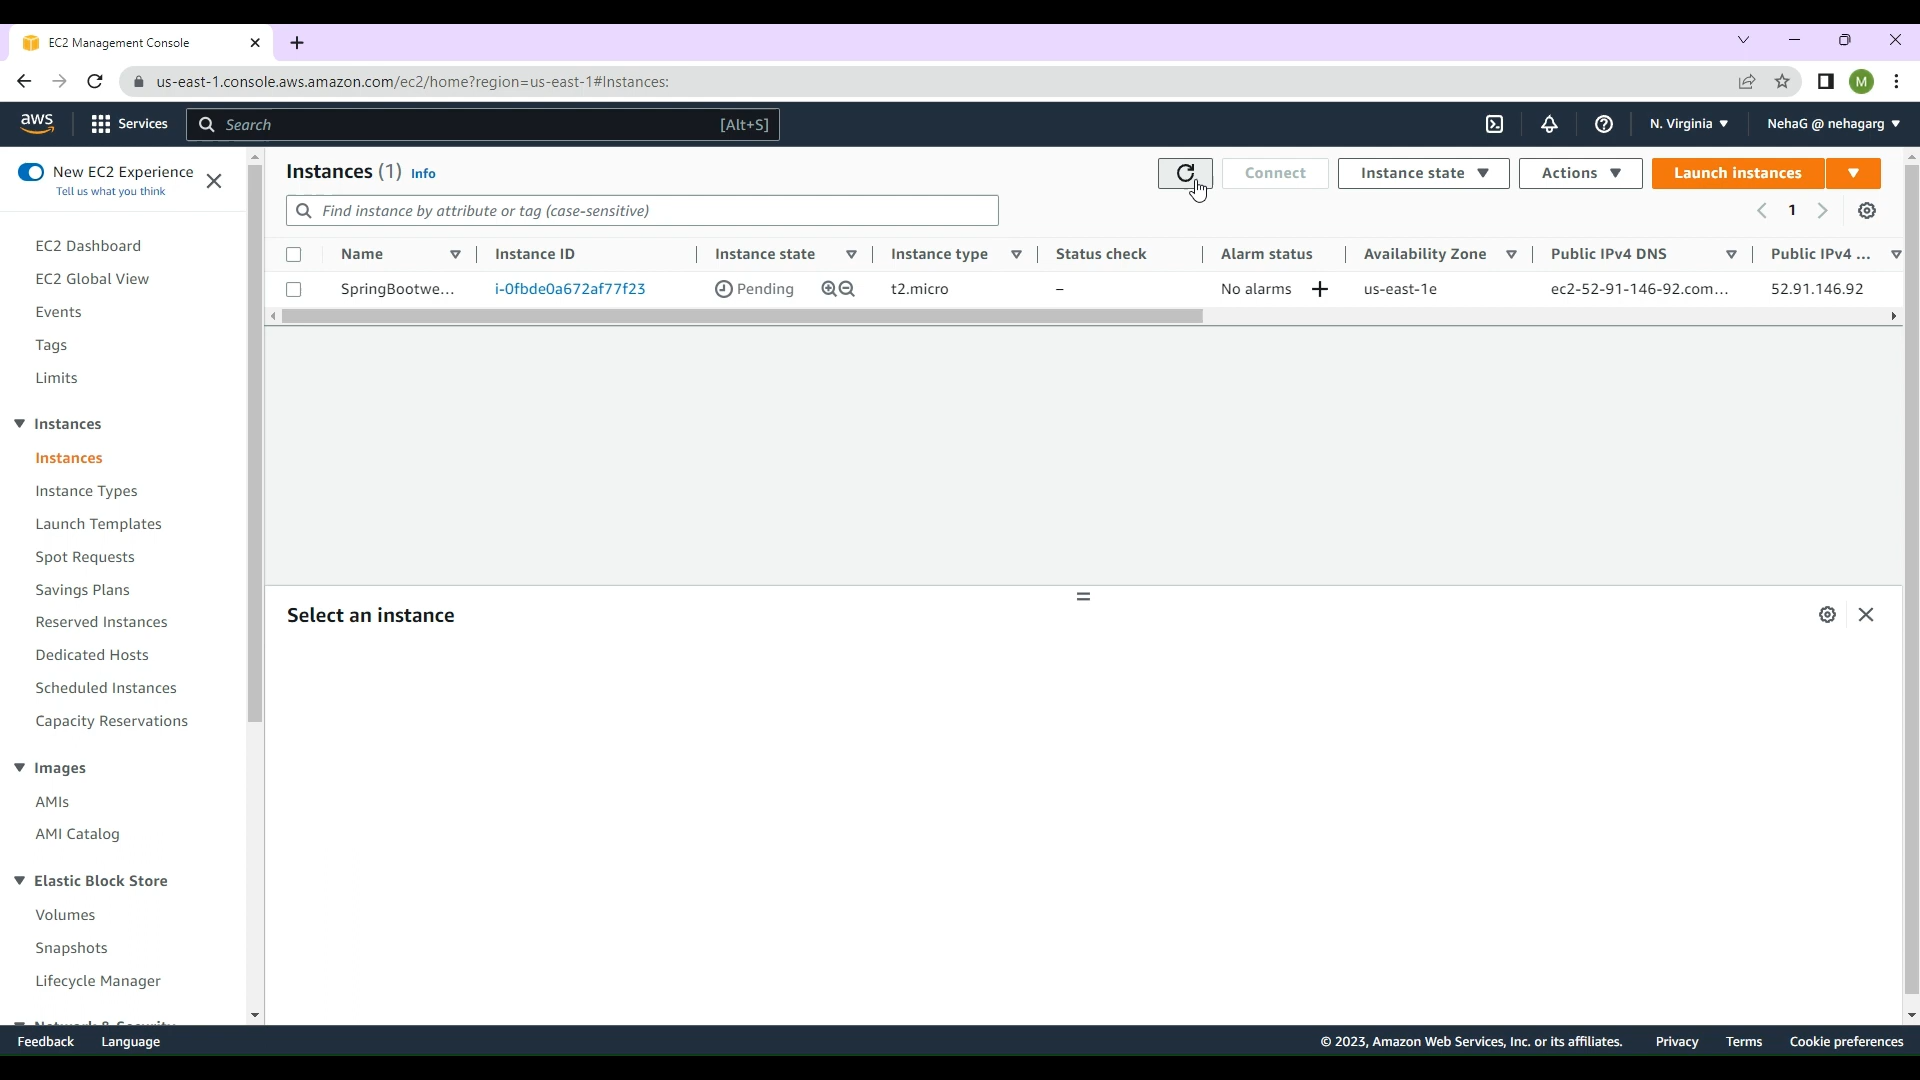 EC2 Management Console
us-east-1.console.aws.amazon.com/ec2/home?region=us-east-1#Instances:
M
aws Services Search [Alt+S] N. Virginia NehaG @ nehagarg
New EC2 Experience
Tell us what you think
EC2 Dashboard
EC2 Global View
Events
Tags
Limits
Instances
Instances
Instance Types
Launch Templates
Spot Requests
Savings Plans
Reserved Instances
Dedicated Hosts
Scheduled Instances
Capacity Reservations
Images
AMIs
AMI Catalog
Elastic Block Store
Volumes
Snapshots
Lifecycle Manager
Network & Security
Instances (1) Info
Connect Instance state Actions Launch instances
Find instance by attribute or tag (case-sensitive)
1
Name Instance ID Instance state Instance type Status check Alarm status Availability Zone Public IPv4 DNS Public IPv4 ...
SpringBootwe... i-0fbde0a672af77f23 Pending t2.micro – No alarms + us-east-1e ec2-52-91-146-92.com... 52.91.146.92
Select an instance
Feedback Language © 2023, Amazon Web Services, Inc. or its affiliates. Privacy Terms Cookie preferences